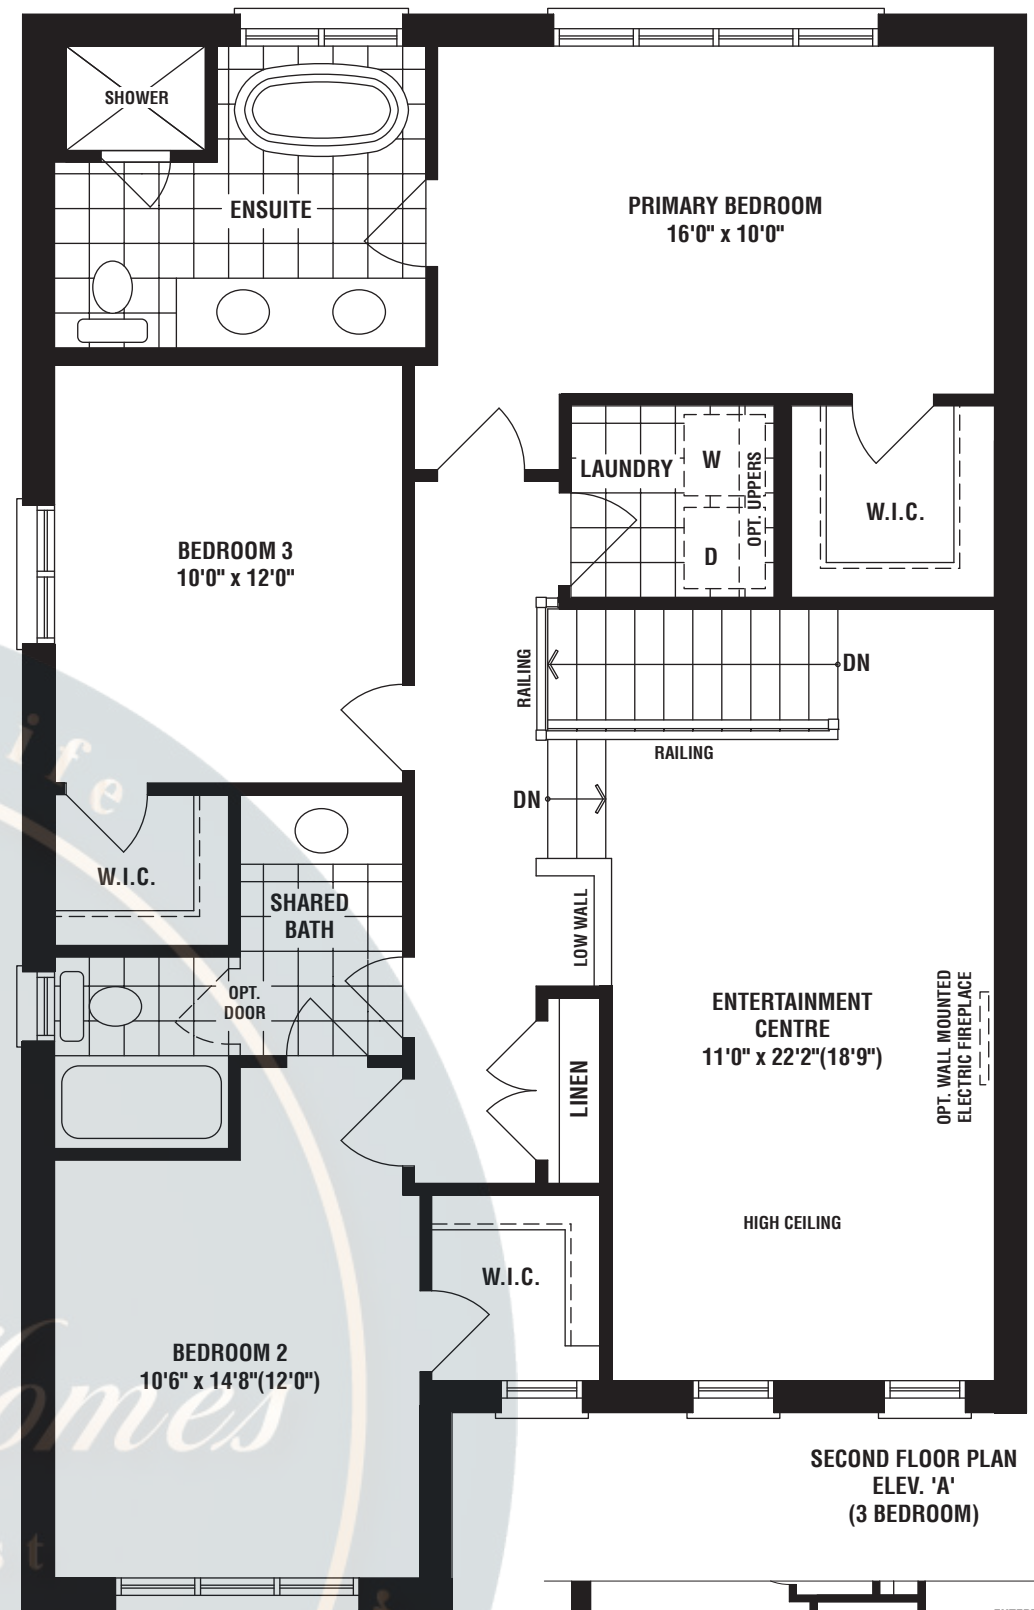 SHOWER
ENSUITE
PRIMARY BEDROOM
16'0" x 10'0"
LAUNDRY
W
D
OPT. UPPERS
W.I.C.
BEDROOM 3
10'0" x 12'0"
RAILING
DN
RAILING
DN
W.I.C.
SHARED
BATH
OPT.
DOOR
LOW WALL
LINEN
ENTERTAINMENT
CENTRE
11'0" x 22'2"(18'9")
OPT. WALL MOUNTED
ELECTRIC FIREPLACE
HIGH CEILING
W.I.C.
BEDROOM 2
10'6" x 14'8"(12'0")
SECOND FLOOR PLAN
ELEV. 'A'
(3 BEDROOM)